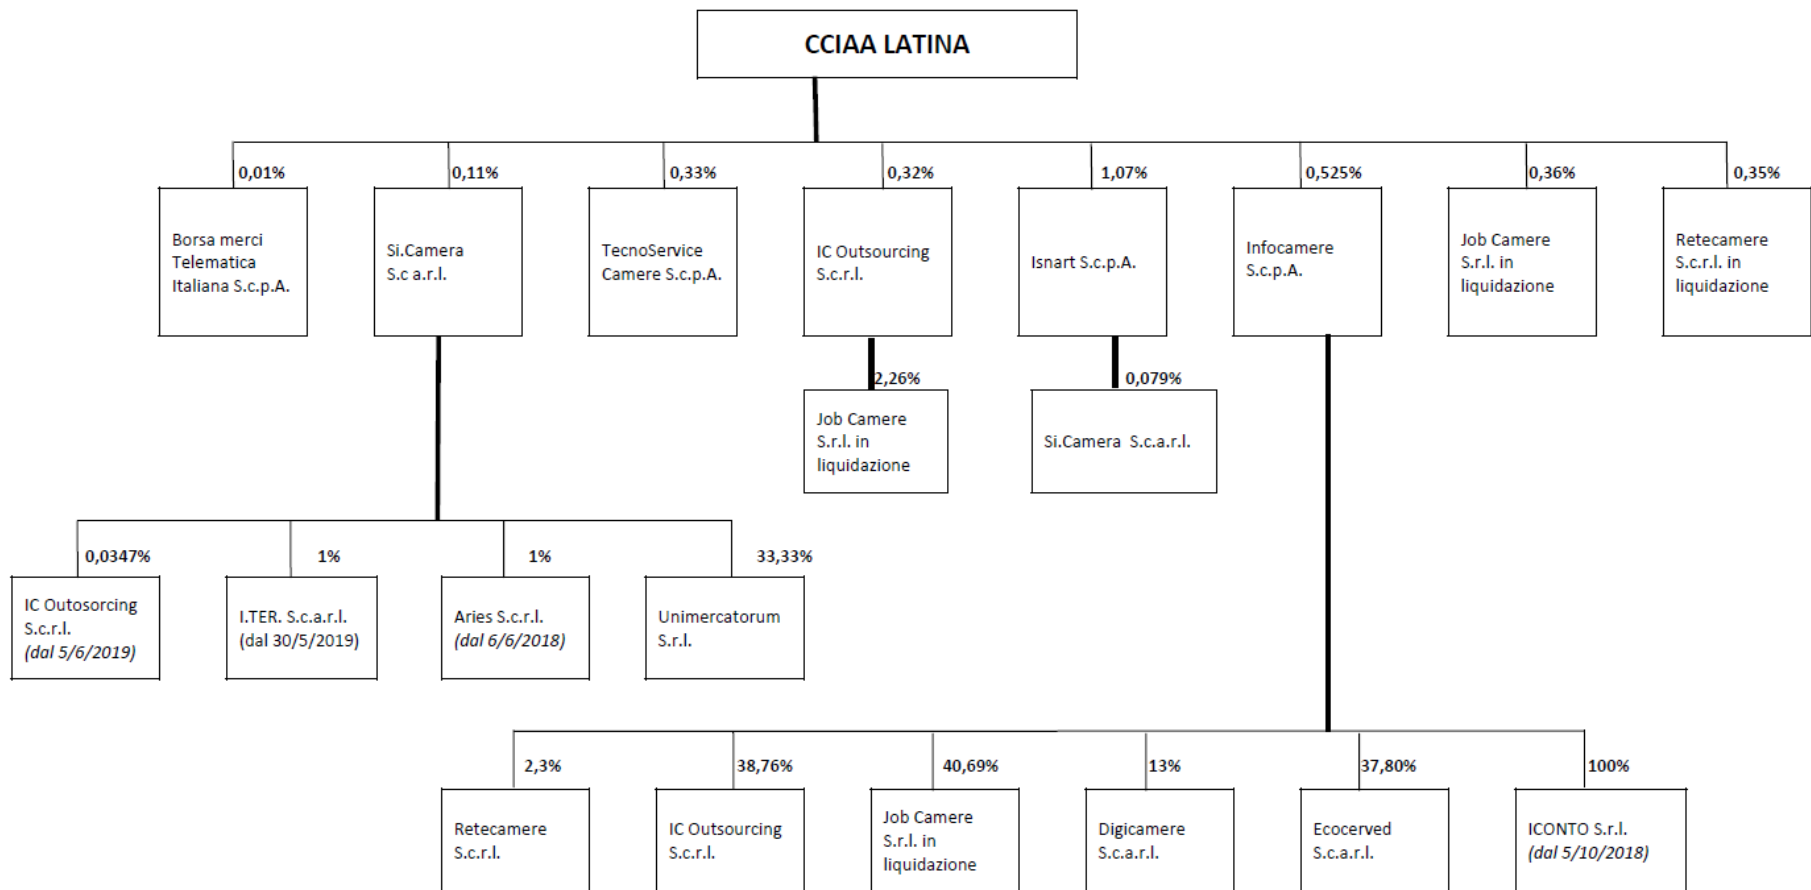 CCIAA LATINA
0,01%
0,11%
0,33%
0,32%
1,07%
0,525%
0,36%
0,35%
Borsa merci
Telematica
Italiana S.c.p.A.
Si.Camera
S.c a.r.l.
TecnoService
Camere S.c.p.A.
IC Outsourcing
S.c.r.l.
Isnart S.c.p.A.
Infocamere
S.c.p.A.
Job Camere
S.r.l. in
liquidazione
Retecamere
S.c.r.l. in
liquidazione
2,26%
0,079%
Job Camere
S.r.l. in
liquidazione
Si.Camera S.c.a.r.l.
0,0347%
1%
1%
33,33%
IC Outosorcing
S.c.r.l.
(dal 5/6/2019)
I.TER. S.c.a.r.l.
(dal 30/5/2019)
Aries S.c.r.l.
(dal 6/6/2018)
Unimercatorum
S.r.l.
2,3%
38,76%
40,69%
13%
37,80%
100%
Retecamere
S.c.r.l.
IC Outsourcing
S.c.r.l.
Job Camere
S.r.l. in
liquidazione
Digicamere
S.c.a.r.l.
Ecocerved
S.c.a.r.l.
ICONTO S.r.l.
(dal 5/10/2018)